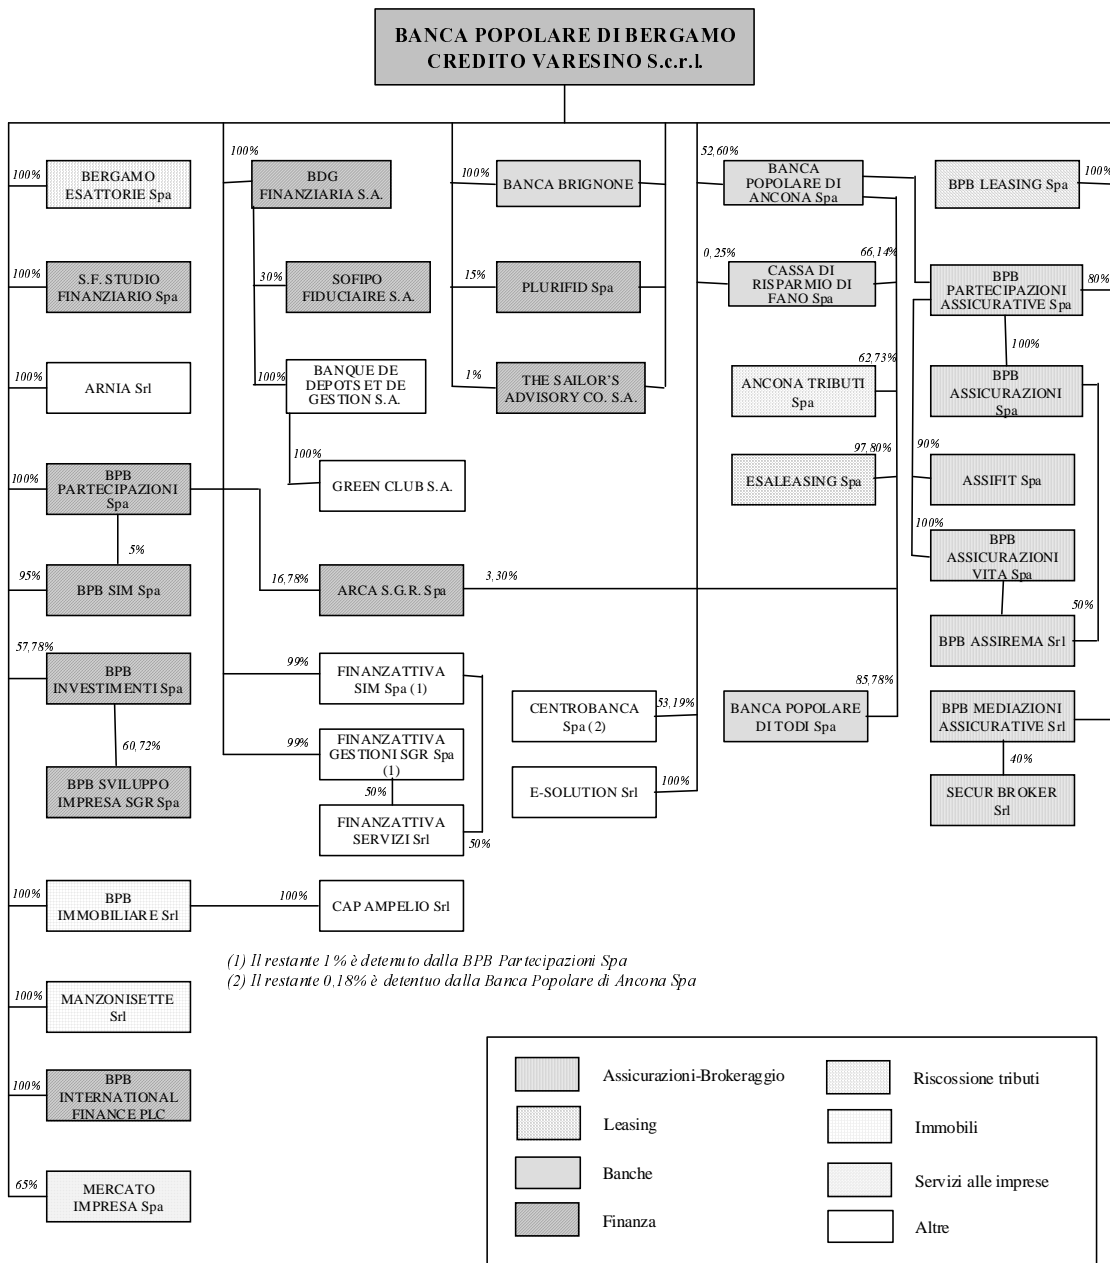 BANCA POPOLARE DI BERGAMO
CREDITO VARESINO S.c.r.l.
100%
BERGAMO
ESATTORIE Spa
100%
BDG
FINANZIARIA S.A.
100%
BANCA BRIGNONE
52,60%
BANCA
POPOLARE DI
ANCONA Spa
BPB LEASING Spa
100%
100%
S.F. STUDIO
FINANZIARIO Spa
30%
SOFIPO
FIDUCIAIRE S.A.
15%
PLURIFID Spa
0,25%
CASSA DI
RISPARMIO DI
FANO Spa
66,14%
BPB
PARTECIPAZIONI
ASSICURATIVE Spa
80%
100%
100%
ARNIA Srl
100%
BANQUE DE
DEPOTS ET DE
GESTION S.A.
1%
THE SAILOR'S
ADVISORY CO. S.A.
62,73%
ANCONA TRIBUTI
Spa
BPB
ASSICURAZIONI
Spa
100%
BPB
PARTECIPAZIONI
Spa
100%
GREEN CLUB S.A.
97,80%
ESALEASING Spa
90%
ASSIFIT Spa
5%
95%
BPB SIM Spa
16,78%
ARCA S.G.R. Spa
3,30%
100%
BPB
ASSICURAZIONI
VITA Spa
50%
BPB ASSIREMA Srl
57,78%
BPB
INVESTIMENTI Spa
99%
FINANZATTIVA
SIM Spa (1)
CENTROBANCA
Spa (2)
53,19%
85,78%
BANCA POPOLARE
DI TODI Spa
BPB MEDIAZIONI
ASSICURATIVE Srl
60,72%
99%
FINANZATTIVA
GESTIONI SGR Spa
(1)
40%
BPB SVILUPPO
IMPRESA SGR Spa
50%
FINANZATTIVA
SERVIZI Srl
50%
E-SOLUTION Srl
100%
SECUR BROKER
Srl
100%
BPB
IMMOBILIARE Srl
100%
CAP AMPELIO Srl
(1) Il restante 1% è detenuto dalla BPB Partecipazioni Spa
(2) Il restante 0,18% è detentuo dalla Banca Popolare di Ancona Spa
100%
MANZONISETTE
Srl
100%
BPB
INTERNATIONAL
FINANCE PLC
65%
MERCATO
IMPRESA Spa
Assicurazioni-Brokeraggio
Riscossione tributi
Leasing
Immobili
Banche
Servizi alle imprese
Finanza
Altre